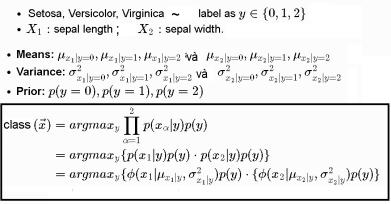 • Setosa, Versicolor, Virginica ~ label as y ∈ {0, 1, 2}
• X₁ : sepal length ; X₂ : sepal width.
• Means: μ_{x₁|y=0}, μ_{x₁|y=1}, μ_{x₁|y=2} và μ_{x₂|y=0}, μ_{x₂|y=1}, μ_{x₂|y=2}
• Variance: σ²_{x₁|y=0}, σ²_{x₁|y=1}, σ²_{x₁|y=2} và σ²_{x₂|y=0}, σ²_{x₂|y=1}, σ²_{x₂|y=2}
• Prior: p(y = 0), p(y = 1), p(y = 2)
class (x⃗) = argmax_y ∏_{α=1}^{2} p(x_α|y)p(y)
= argmax_y{p(x₁|y)p(y) · p(x₂|y)p(y)}
= argmax_y{ϕ(x₁|μ_{x₁|y}, σ²_{x₁|y})p(y) · {ϕ(x₂|μ_{x₂|y}, σ²_{x₂|y})p(y)}